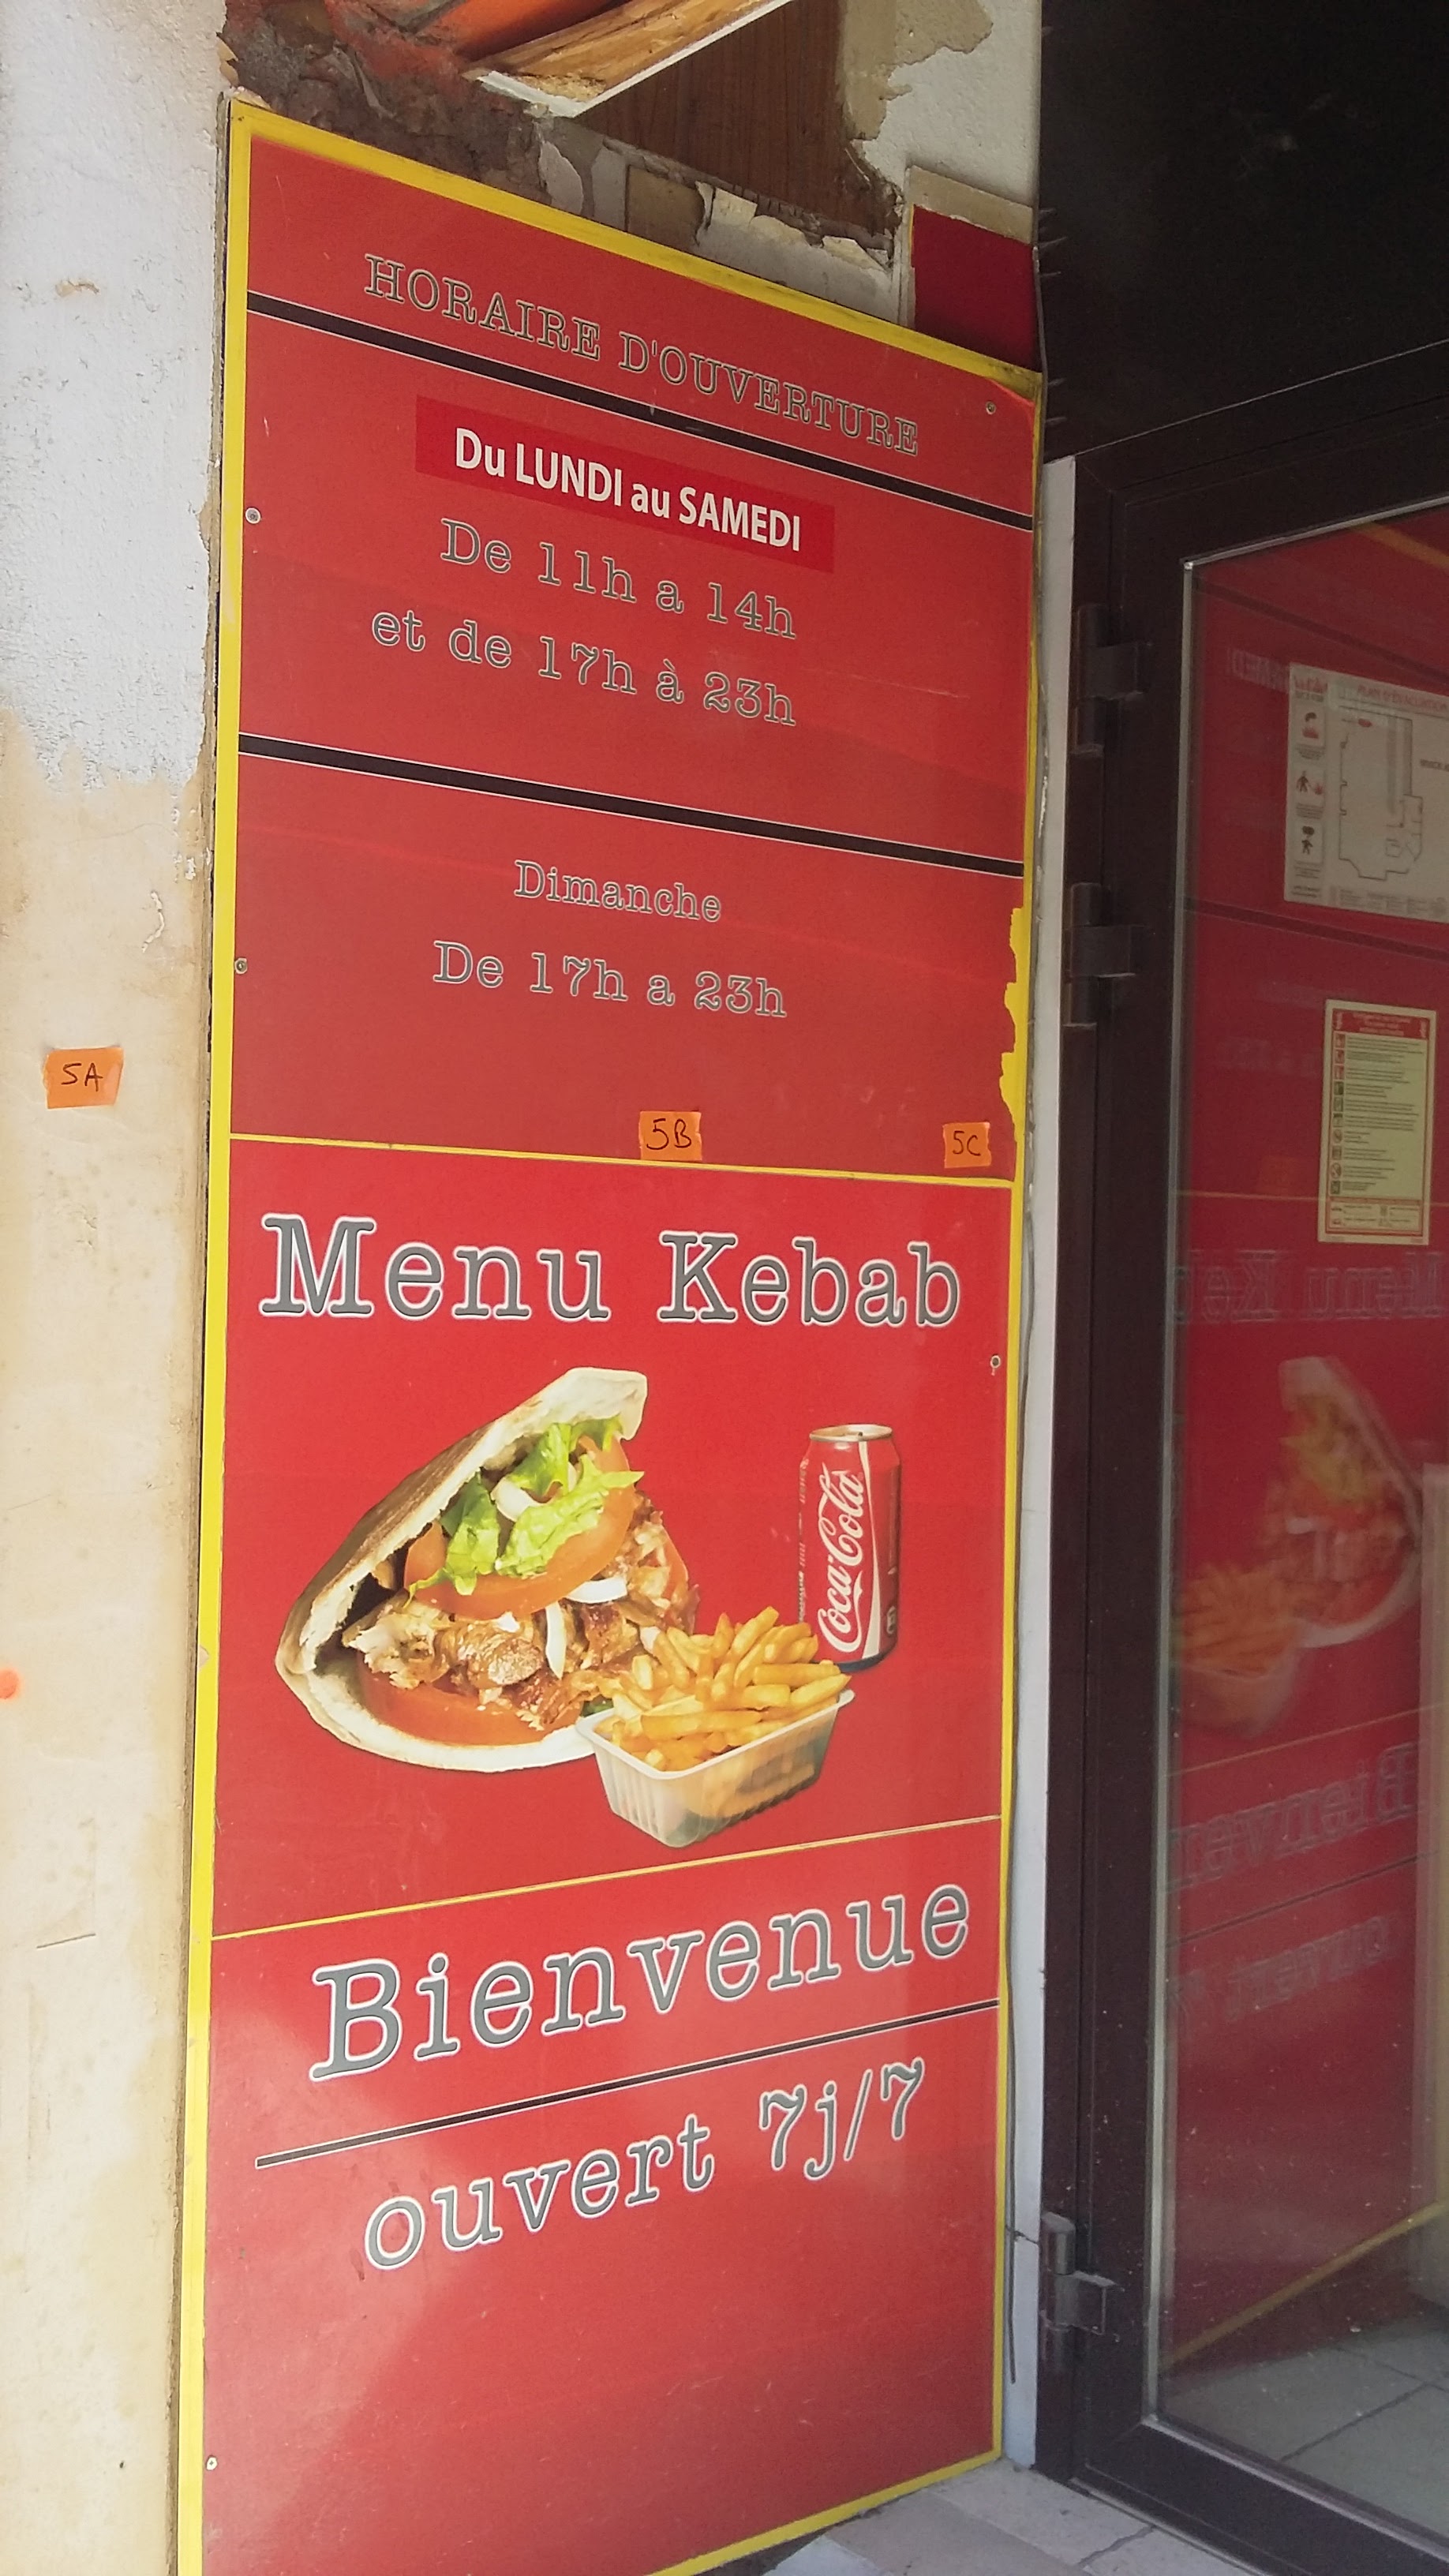 HORAIRE D'OUVERTURE
Du LUNDI au SAMEDI
De 11h a 14h
et de 17h à 23h
Dimanche
De 17h a 23h
5A
5B
5C
Menu Kebab
Coca-Cola
Bienvenue
ouvert 7j/7